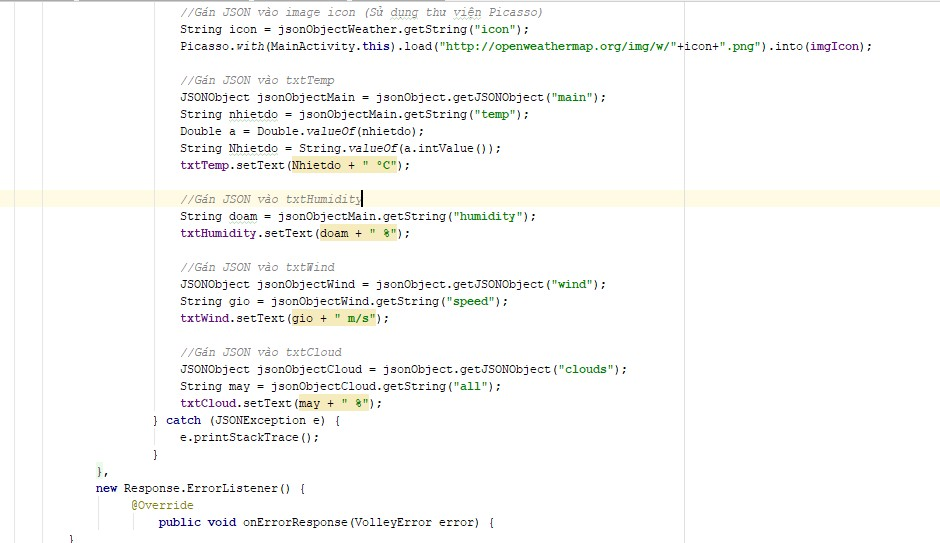 //Gán JSON vào image icon (Sử dụng thư viện Picasso)
String icon = jsonObjectWeather.getString("icon");
Picasso.with(MainActivity.this).load("http://openweathermap.org/img/w/"+icon+".png").into(imgIcon);
//Gán JSON vào txtTemp
JSONObject jsonObjectMain = jsonObject.getJSONObject("main");
String nhietdo = jsonObjectMain.getString("temp");
Double a = Double.valueOf(nhietdo);
String Nhietdo = String.valueOf(a.intValue());
txtTemp.setText(Nhietdo + " °C");
//Gán JSON vào txtHumidity
String doam = jsonObjectMain.getString("humidity");
txtHumidity.setText(doam + " %");
//Gán JSON vào txtWind
JSONObject jsonObjectWind = jsonObject.getJSONObject("wind");
String gio = jsonObjectWind.getString("speed");
txtWind.setText(gio + " m/s");
//Gán JSON vào txtCloud
JSONObject jsonObjectCloud = jsonObject.getJSONObject("clouds");
String may = jsonObjectCloud.getString("all");
txtCloud.setText(may + " %");
} catch (JSONException e) {
e.printStackTrace();
}
},
new Response.ErrorListener() {
@Override
public void onErrorResponse(VolleyError error) {
}